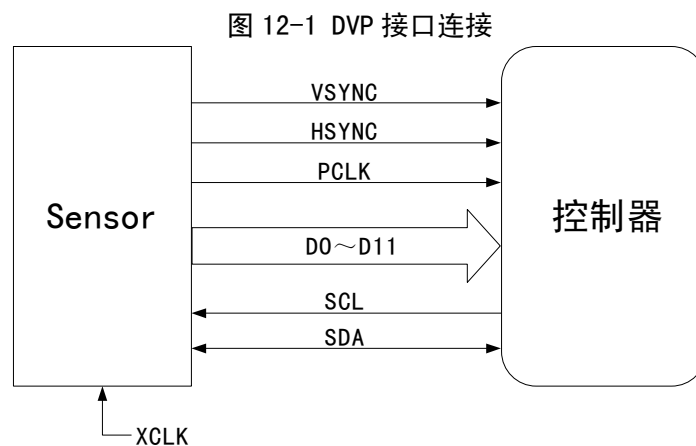 图 12-1 DVP 接口连接
VSYNC
HSYNC
PCLK
Sensor
D0～D11
控制器
SCL
SDA
XCLK